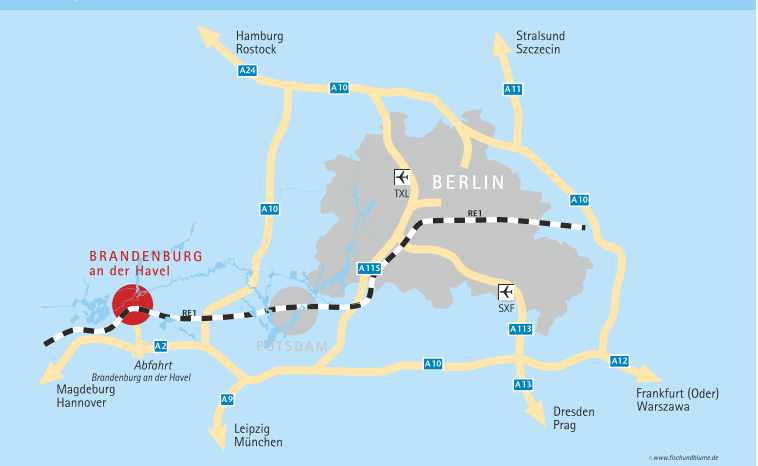 Hamburg
Rostock
Stralsund
Szczecin
A24
A10
A11
TXL
BERLIN
A10
A10
RE1
BRANDENBURG
an der Havel
A115
SXF
RE1
A113
POTSDAM
A2
Abfahrt
Brandenburg an der Havel
A10
A12
Magdeburg
Hannover
A9
A13
Frankfurt (Oder)
Warszawa
Leipzig
München
Dresden
Prag
© www.fischundblume.de